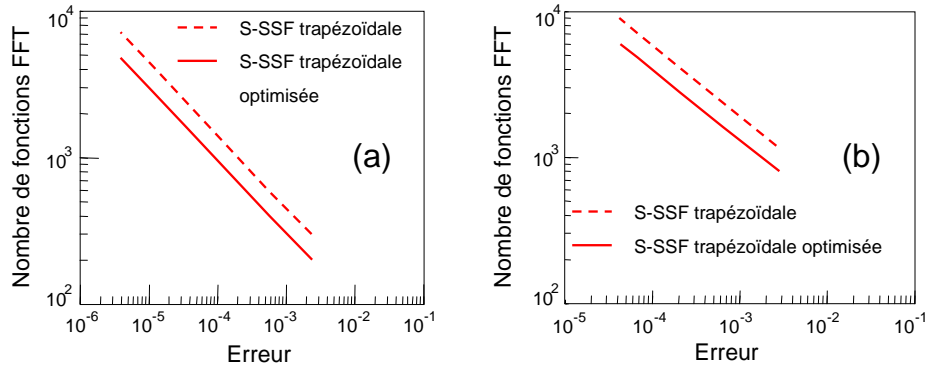 Nombre de fonctions FFT
10^4
10^3
10^2
S-SSF trapézoïdale
S-SSF trapézoïdale
optimisée
(a)
10^-6 10^-5 10^-4 10^-3 10^-2 10^-1
Erreur
Nombre de fonctions FFT
10^4
10^3
10^2
(b)
S-SSF trapézoïdale
S-SSF trapézoïdale optimisée
10^-5 10^-4 10^-3 10^-2 10^-1
Erreur